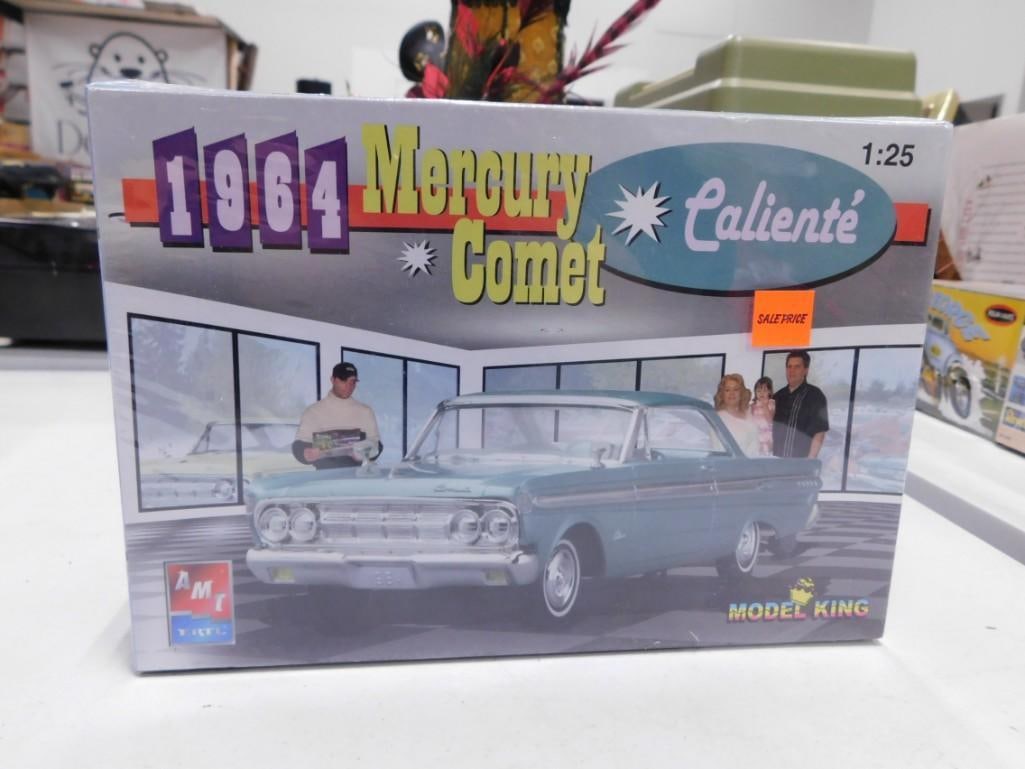 1964 Mercury Comet Calienté
1:25
SALE PRICE
AMT
ERTL
MODEL KING